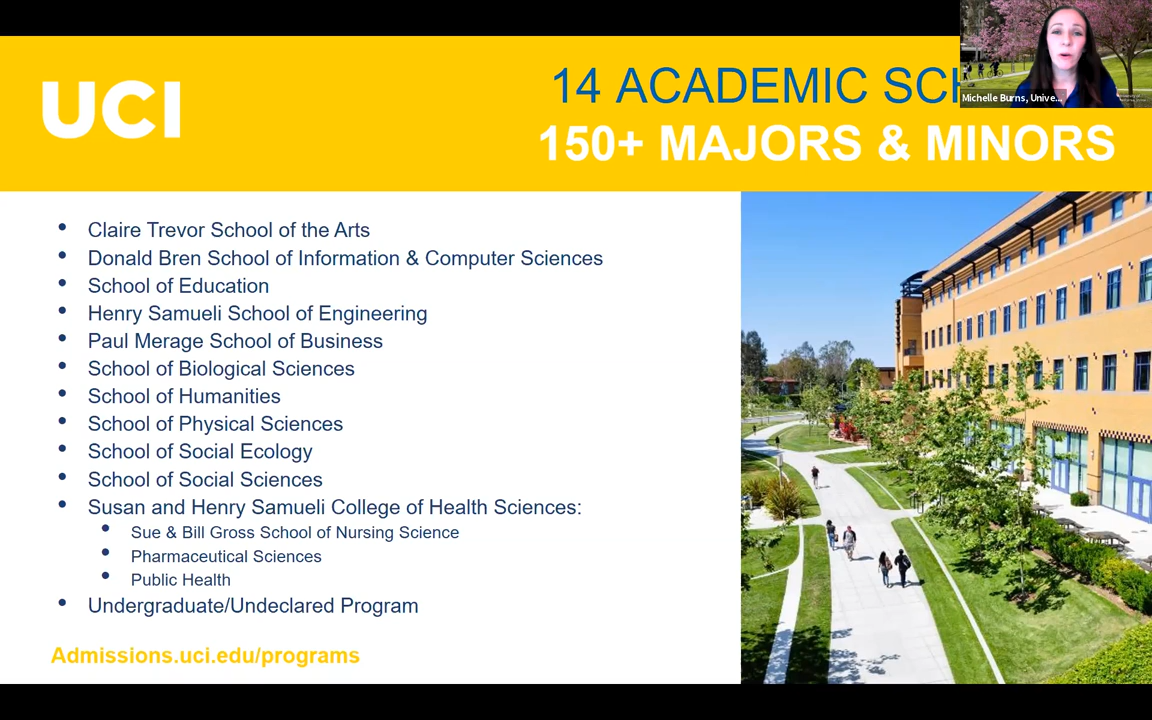 UCI
14 ACADEMIC
150+ MAJORS & MINORS
Michelle Burns, Unive...
• Claire Trevor School of the Arts
• Donald Bren School of Information & Computer Sciences
• School of Education
• Henry Samueli School of Engineering
• Paul Merage School of Business
• School of Biological Sciences
• School of Humanities
• School of Physical Sciences
• School of Social Ecology
• School of Social Sciences
• Susan and Henry Samueli College of Health Sciences:
• Sue & Bill Gross School of Nursing Science
• Pharmaceutical Sciences
• Public Health
• Undergraduate/Undeclared Program
Admissions.uci.edu/programs